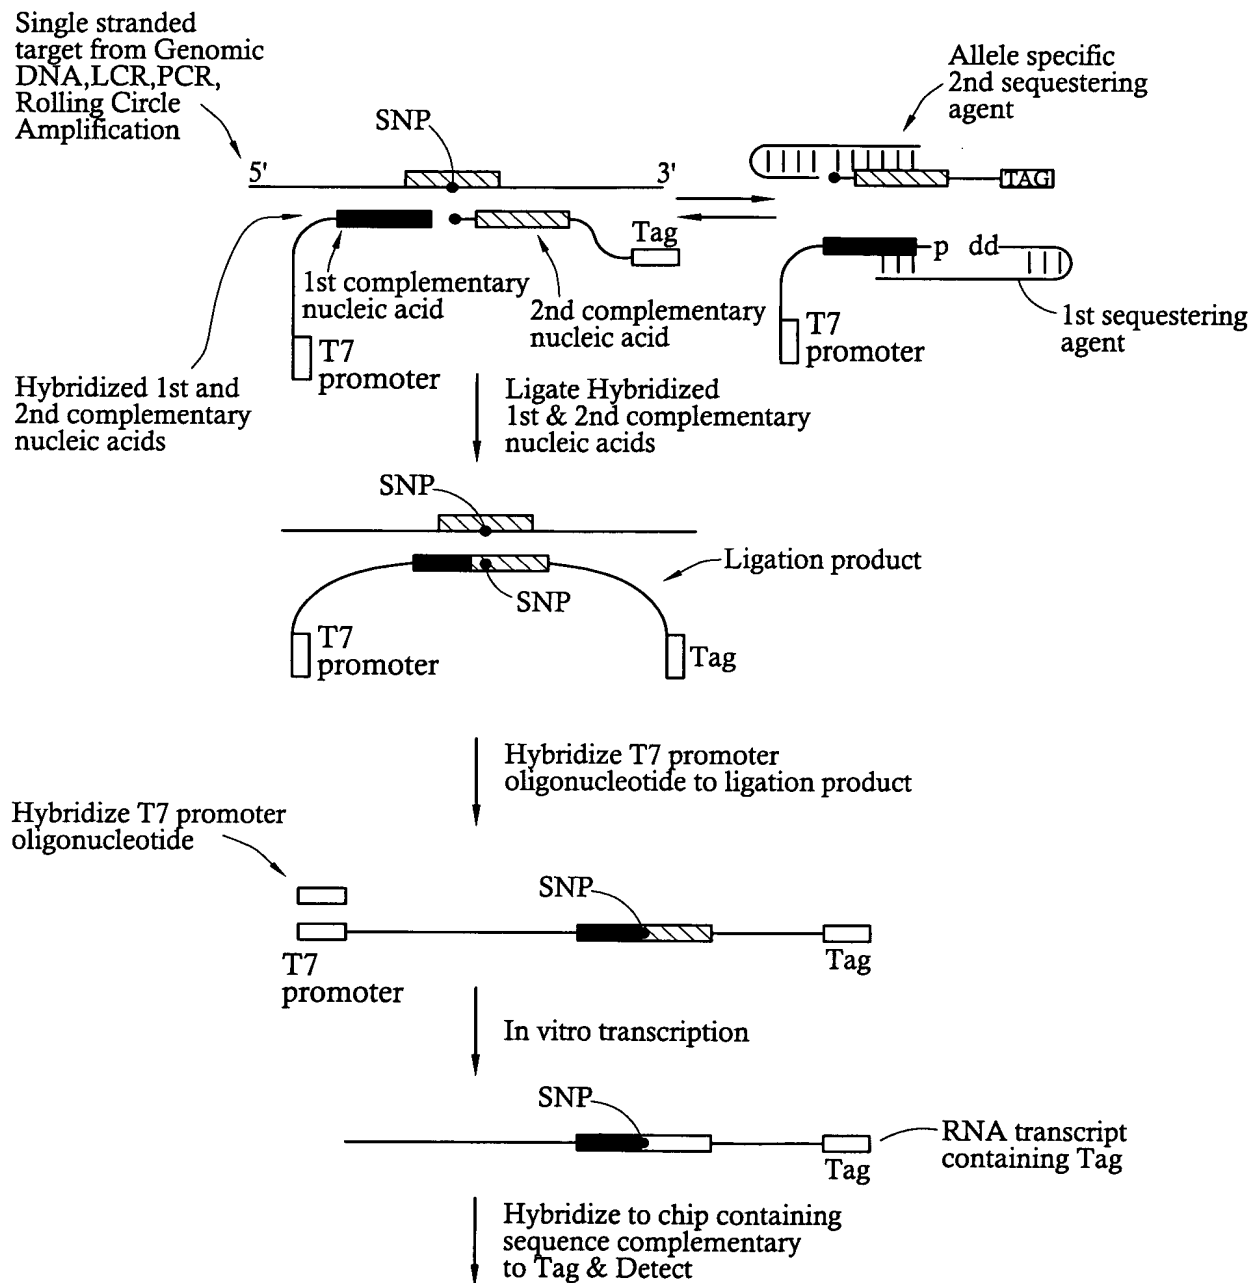 Single stranded
target from Genomic
DNA,LCR,PCR,
Rolling Circle
Amplification
SNP
5'
3'
Allele specific
2nd sequestering
agent
TAG
Tag
1st complementary
nucleic acid
2nd complementary
nucleic acid
T7
promoter
p dd
T7
promoter
1st sequestering
agent
Hybridized 1st and
2nd complementary
nucleic acids
Ligate Hybridized
1st & 2nd complementary
nucleic acids
SNP
Ligation product
SNP
T7
promoter
Tag
Hybridize T7 promoter
oligonucleotide to ligation product
Hybridize T7 promoter
oligonucleotide
SNP
T7
promoter
Tag
In vitro transcription
SNP
Tag
RNA transcript
containing Tag
Hybridize to chip containing
sequence complementary
to Tag & Detect